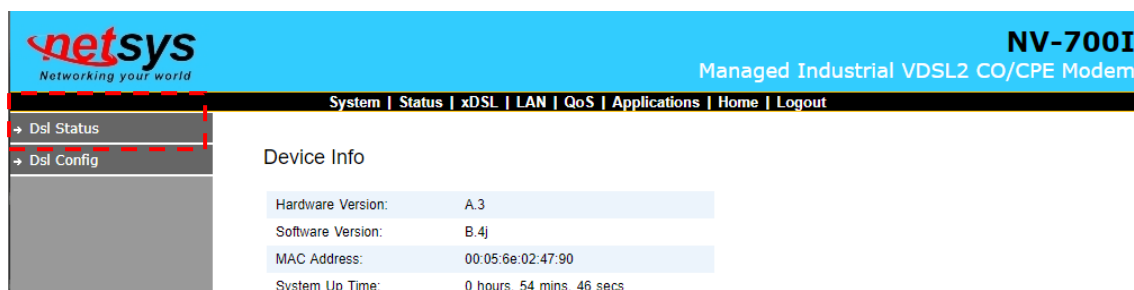 netsys
Networking your world
NV-700I
Managed Industrial VDSL2 CO/CPE Modem
System | Status | xDSL | LAN | QoS | Applications | Home | Logout
→ Dsl Status
→ Dsl Config
Device Info
Hardware Version: A.3
Software Version: B.4j
MAC Address: 00:05:6e:02:47:90
System Up Time: 0 hours, 54 mins, 46 secs